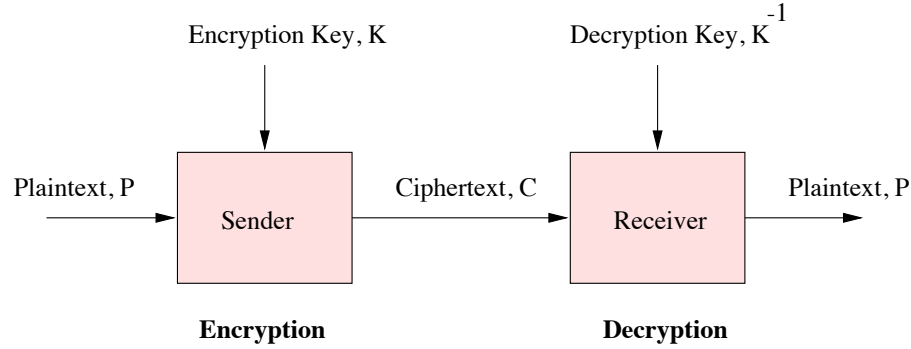 Encryption Key, K
Decryption Key, K^-1
Plaintext, P
Ciphertext, C
Plaintext, P
Sender
Receiver
Encryption
Decryption